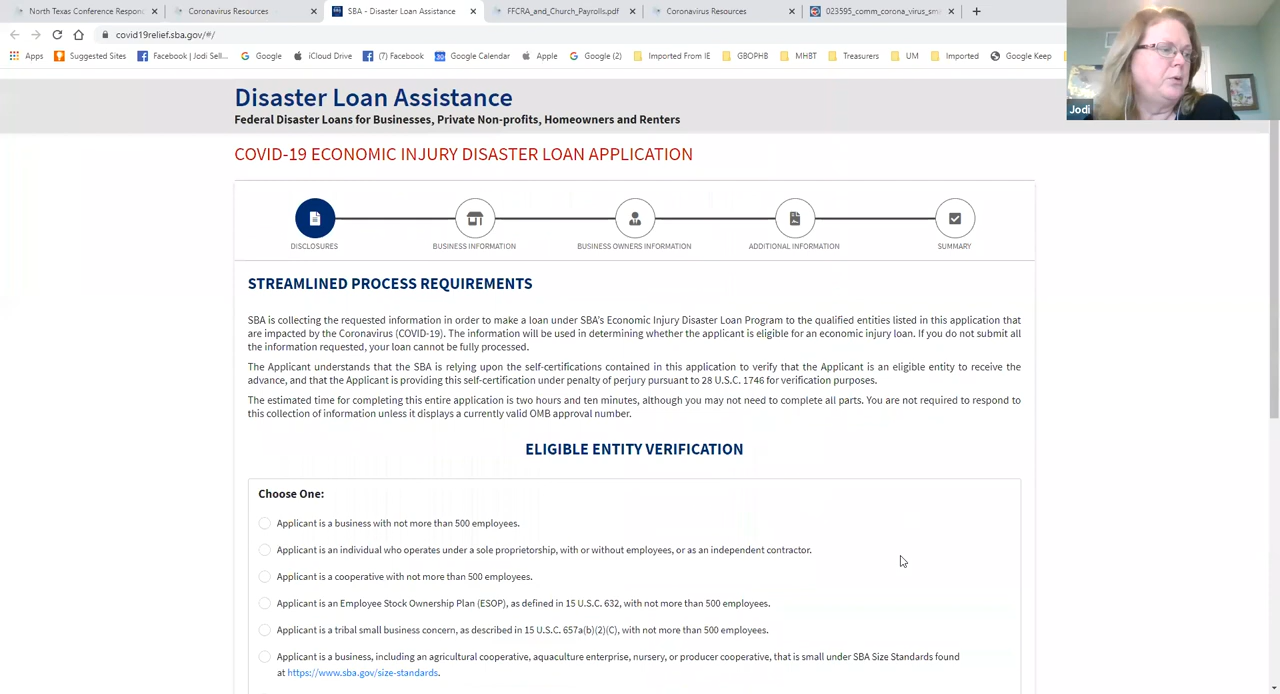 North Texas Conference Respon
Coronavirus Resources
SBA - Disaster Loan Assistance
FFCRA_and_Church_Payrolls.pdf
Coronavirus Resources
023595_comm_corona_virus_sm
covid19relief.sba.gov/#/
Apps
Suggested Sites
Facebook | Jodi Sell...
Google
iCloud Drive
(7) Facebook
Google Calendar
Apple
Google (2)
Imported From IE
GBOPHB
MHBT
Treasurers
UM
Imported
Google Keep
Jodi
Disaster Loan Assistance
Federal Disaster Loans for Businesses, Private Non-profits, Homeowners and Renters
COVID-19 ECONOMIC INJURY DISASTER LOAN APPLICATION
DISCLOSURES
BUSINESS INFORMATION
BUSINESS OWNERS INFORMATION
ADDITIONAL INFORMATION
SUMMARY
STREAMLINED PROCESS REQUIREMENTS
SBA is collecting the requested information in order to make a loan under SBA's Economic Injury Disaster Loan Program to the qualified entities listed in this application that
are impacted by the Coronavirus (COVID-19). The information will be used in determining whether the applicant is eligible for an economic injury loan. If you do not submit all
the information requested, your loan cannot be fully processed.
The Applicant understands that the SBA is relying upon the self-certifications contained in this application to verify that the Applicant is an eligible entity to receive the
advance, and that the Applicant is providing this self-certification under penalty of perjury pursuant to 28 U.S.C. 1746 for verification purposes.
The estimated time for completing this entire application is two hours and ten minutes, although you may not need to complete all parts. You are not required to respond to
this collection of information unless it displays a currently valid OMB approval number.
ELIGIBLE ENTITY VERIFICATION
Choose One:
Applicant is a business with not more than 500 employees.
Applicant is an individual who operates under a sole proprietorship, with or without employees, or as an independent contractor.
Applicant is a cooperative with not more than 500 employees.
Applicant is an Employee Stock Ownership Plan (ESOP), as defined in 15 U.S.C. 632, with not more than 500 employees.
Applicant is a tribal small business concern, as described in 15 U.S.C. 657a(b)(2)(C), with not more than 500 employees.
Applicant is a business, including an agricultural cooperative, aquaculture enterprise, nursery, or producer cooperative, that is small under SBA Size Standards found
at https://www.sba.gov/size-standards.